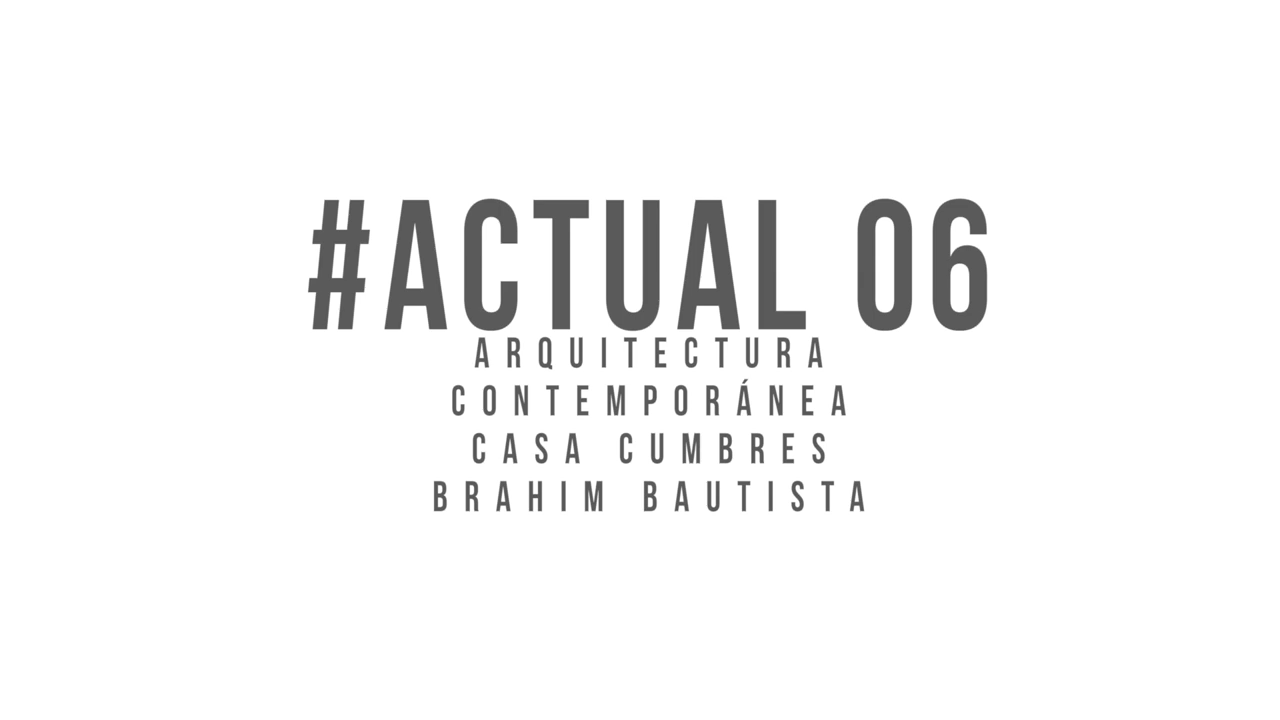 #ACTUAL 06
ARQUITECTURA
CONTEMPORÁNEA
CASA CUMBRES
BRAHIM BAUTISTA